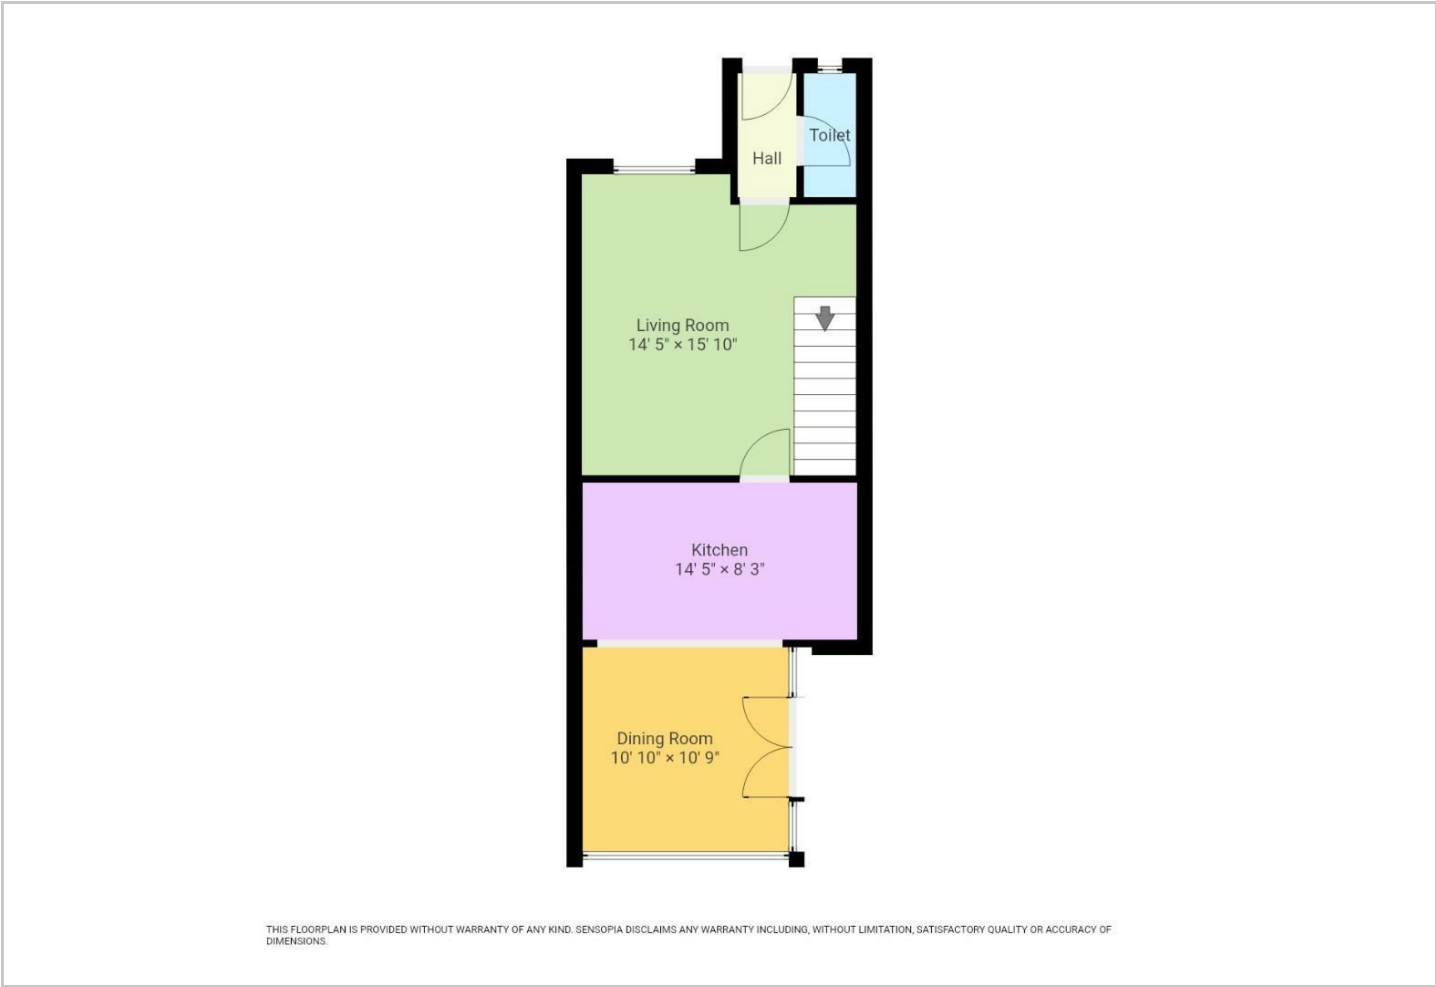 Toilet
Hall
Living Room
14' 5" × 15' 10"
Kitchen
14' 5" × 8' 3"
Dining Room
10' 10" × 10' 9"
THIS FLOORPLAN IS PROVIDED WITHOUT WARRANTY OF ANY KIND. SENSOPIA DISCLAIMS ANY WARRANTY INCLUDING, WITHOUT LIMITATION, SATISFACTORY QUALITY OR ACCURACY OF
DIMENSIONS.